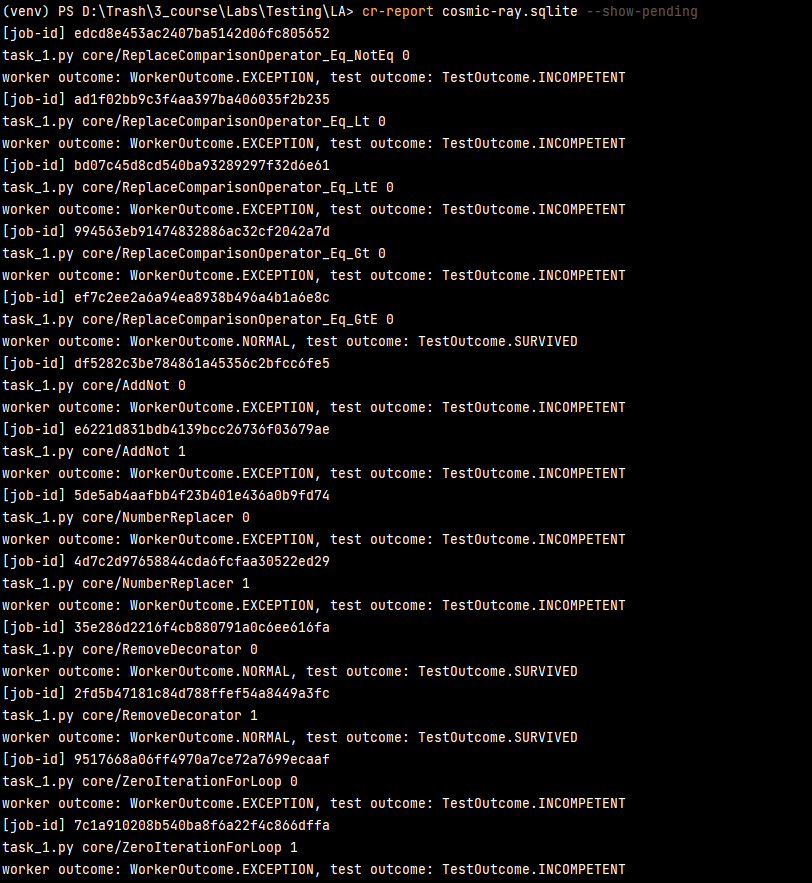 (venv) PS D:\Trash\3_course\Labs\Testing\LA> cr-report cosmic-ray.sqlite --show-pending
[job-id] edcd8e453ac2407ba5142d06fc805652
task_1.py core/ReplaceComparisonOperator_Eq_NotEq 0
worker outcome: WorkerOutcome.EXCEPTION, test outcome: TestOutcome.INCOMPETENT
[job-id] ad1f02bb9c3f4aa397ba406035f2b235
task_1.py core/ReplaceComparisonOperator_Eq_Lt 0
worker outcome: WorkerOutcome.EXCEPTION, test outcome: TestOutcome.INCOMPETENT
[job-id] bd07c45d8cd540ba93289297f32d6e61
task_1.py core/ReplaceComparisonOperator_Eq_LtE 0
worker outcome: WorkerOutcome.EXCEPTION, test outcome: TestOutcome.INCOMPETENT
[job-id] 994563eb91474832886ac32cf2042a7d
task_1.py core/ReplaceComparisonOperator_Eq_Gt 0
worker outcome: WorkerOutcome.EXCEPTION, test outcome: TestOutcome.INCOMPETENT
[job-id] ef7c2ee2a6a94ea8938b496a4b1a6e8c
task_1.py core/ReplaceComparisonOperator_Eq_GtE 0
worker outcome: WorkerOutcome.NORMAL, test outcome: TestOutcome.SURVIVED
[job-id] df5282c3be784861a45356c2bfcc6fe5
task_1.py core/AddNot 0
worker outcome: WorkerOutcome.EXCEPTION, test outcome: TestOutcome.INCOMPETENT
[job-id] e6221d831bdb4139bcc26736f03679ae
task_1.py core/AddNot 1
worker outcome: WorkerOutcome.EXCEPTION, test outcome: TestOutcome.INCOMPETENT
[job-id] 5de5ab4aafbb4f23b401e436a0b9fd74
task_1.py core/NumberReplacer 0
worker outcome: WorkerOutcome.EXCEPTION, test outcome: TestOutcome.INCOMPETENT
[job-id] 4d7c2d97658844cda6fcfaa30522ed29
task_1.py core/NumberReplacer 1
worker outcome: WorkerOutcome.EXCEPTION, test outcome: TestOutcome.INCOMPETENT
[job-id] 35e286d2216f4cb880791a0c6ee616fa
task_1.py core/RemoveDecorator 0
worker outcome: WorkerOutcome.NORMAL, test outcome: TestOutcome.SURVIVED
[job-id] 2fd5b47181c84d788ffef54a8449a3fc
task_1.py core/RemoveDecorator 1
worker outcome: WorkerOutcome.NORMAL, test outcome: TestOutcome.SURVIVED
[job-id] 9517668a06ff4970a7ce72a7699ecaaf
task_1.py core/ZeroIterationForLoop 0
worker outcome: WorkerOutcome.EXCEPTION, test outcome: TestOutcome.INCOMPETENT
[job-id] 7c1a910208b540ba8f6a22f4c866dffa
task_1.py core/ZeroIterationForLoop 1
worker outcome: WorkerOutcome.EXCEPTION, test outcome: TestOutcome.INCOMPETENT